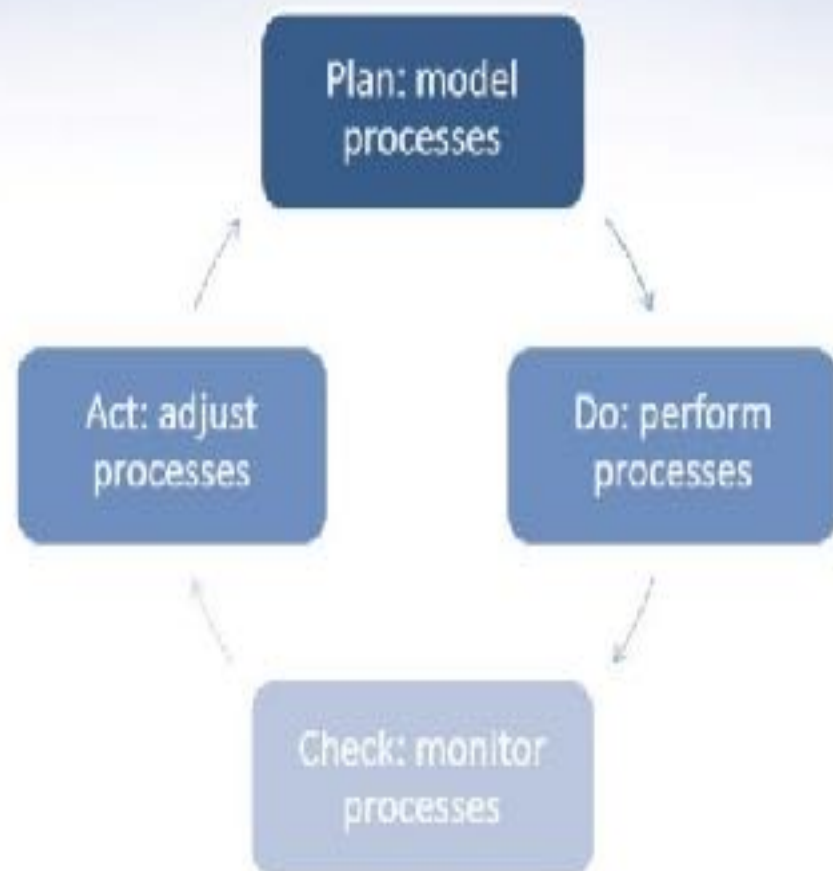 Plan: model
processes
Do: perform
processes
Check: monitor
processes
Act: adjust
processes